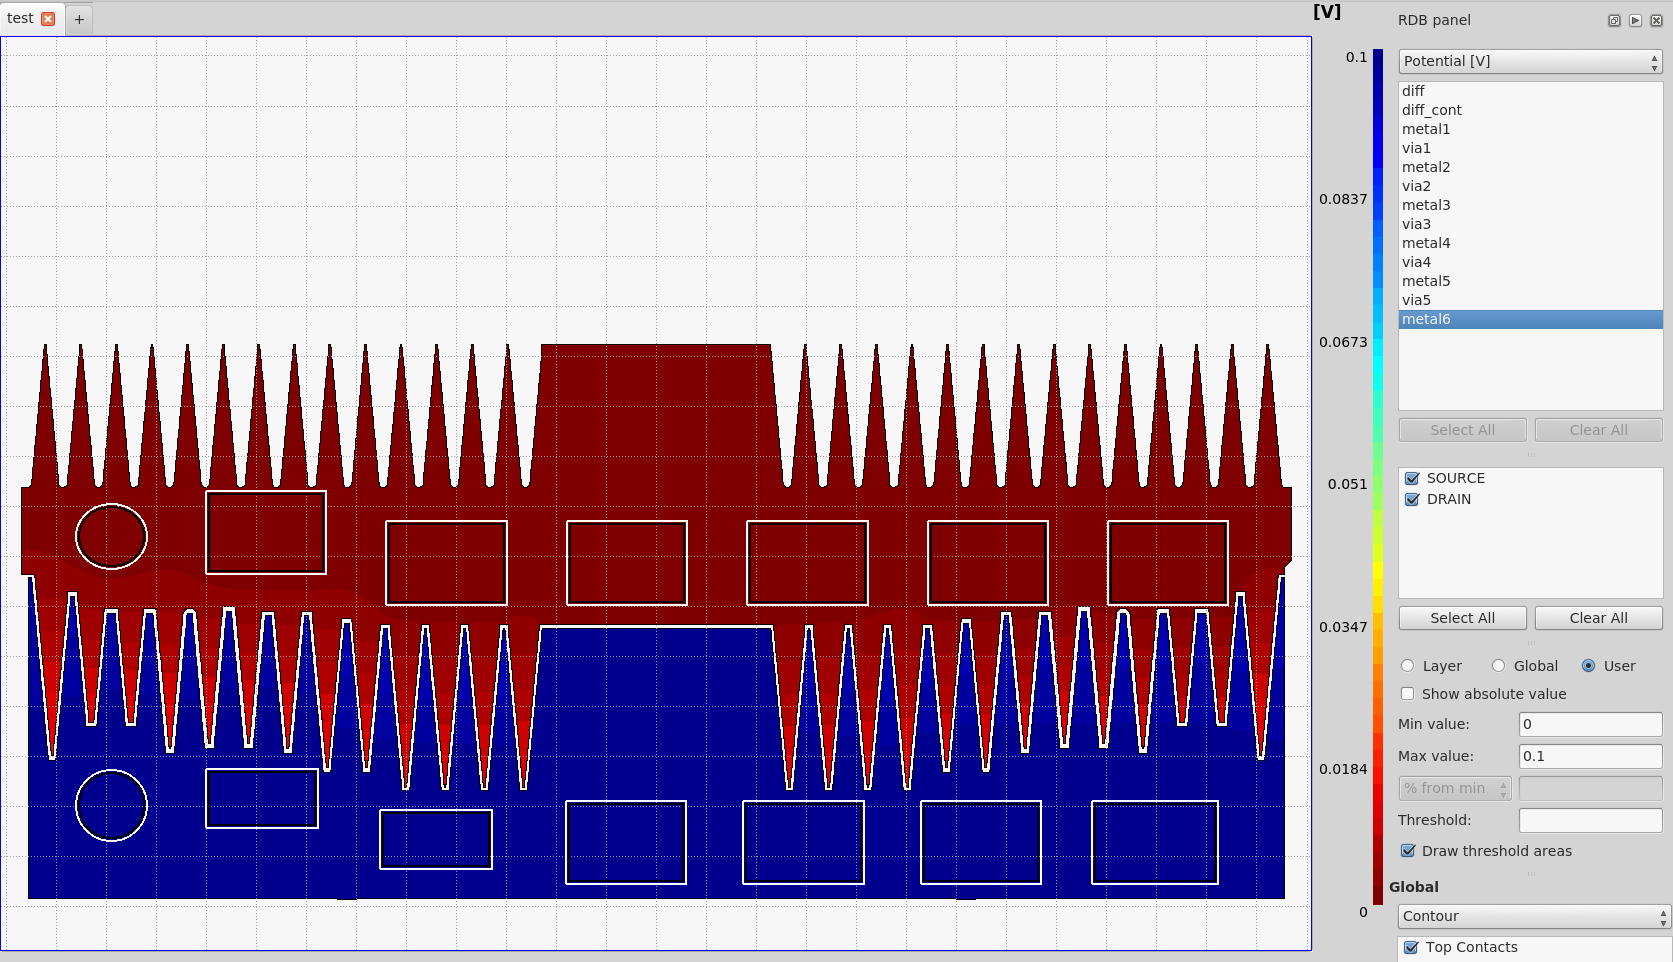 test
+
[V]
0.1
0.0837
0.0673
0.051
0.0347
0.0184
0
RDB panel
Potential [V]
diff
diff_cont
metal1
via1
metal2
via2
metal3
via3
metal4
via4
metal5
via5
metal6
Select All Clear All
SOURCE
DRAIN
Select All Clear All
Layer Global User
Show absolute value
Min value: 0
Max value: 0.1
% from min
Threshold:
Draw threshold areas
Global
Contour
Top Contacts